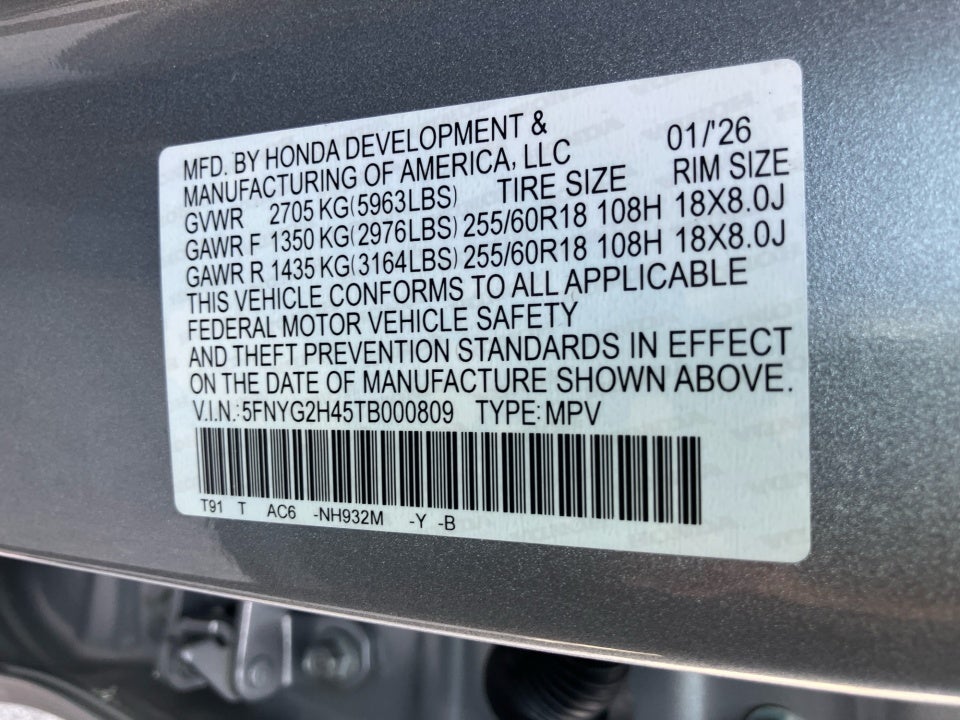 MFD. BY HONDA DEVELOPMENT &
MANUFACTURING OF AMERICA, LLC 01/'26
GVWR 2705 KG(5963LBS) TIRE SIZE RIM SIZE
GAWR F 1350 KG(2976LBS) 255/60R18 108H 18X8.0J
GAWR R 1435 KG(3164LBS) 255/60R18 108H 18X8.0J
THIS VEHICLE CONFORMS TO ALL APPLICABLE
FEDERAL MOTOR VEHICLE SAFETY
AND THEFT PREVENTION STANDARDS IN EFFECT
ON THE DATE OF MANUFACTURE SHOWN ABOVE.
V.I.N.: 5FNYG2H45TB000809 TYPE: MPV
T91 T AC6 -NH932M -Y -B